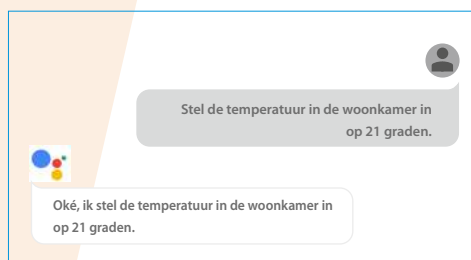 Stel de temperatuur in de woonkamer in
op 21 graden.
Oké, ik stel de temperatuur in de woonkamer in
op 21 graden.